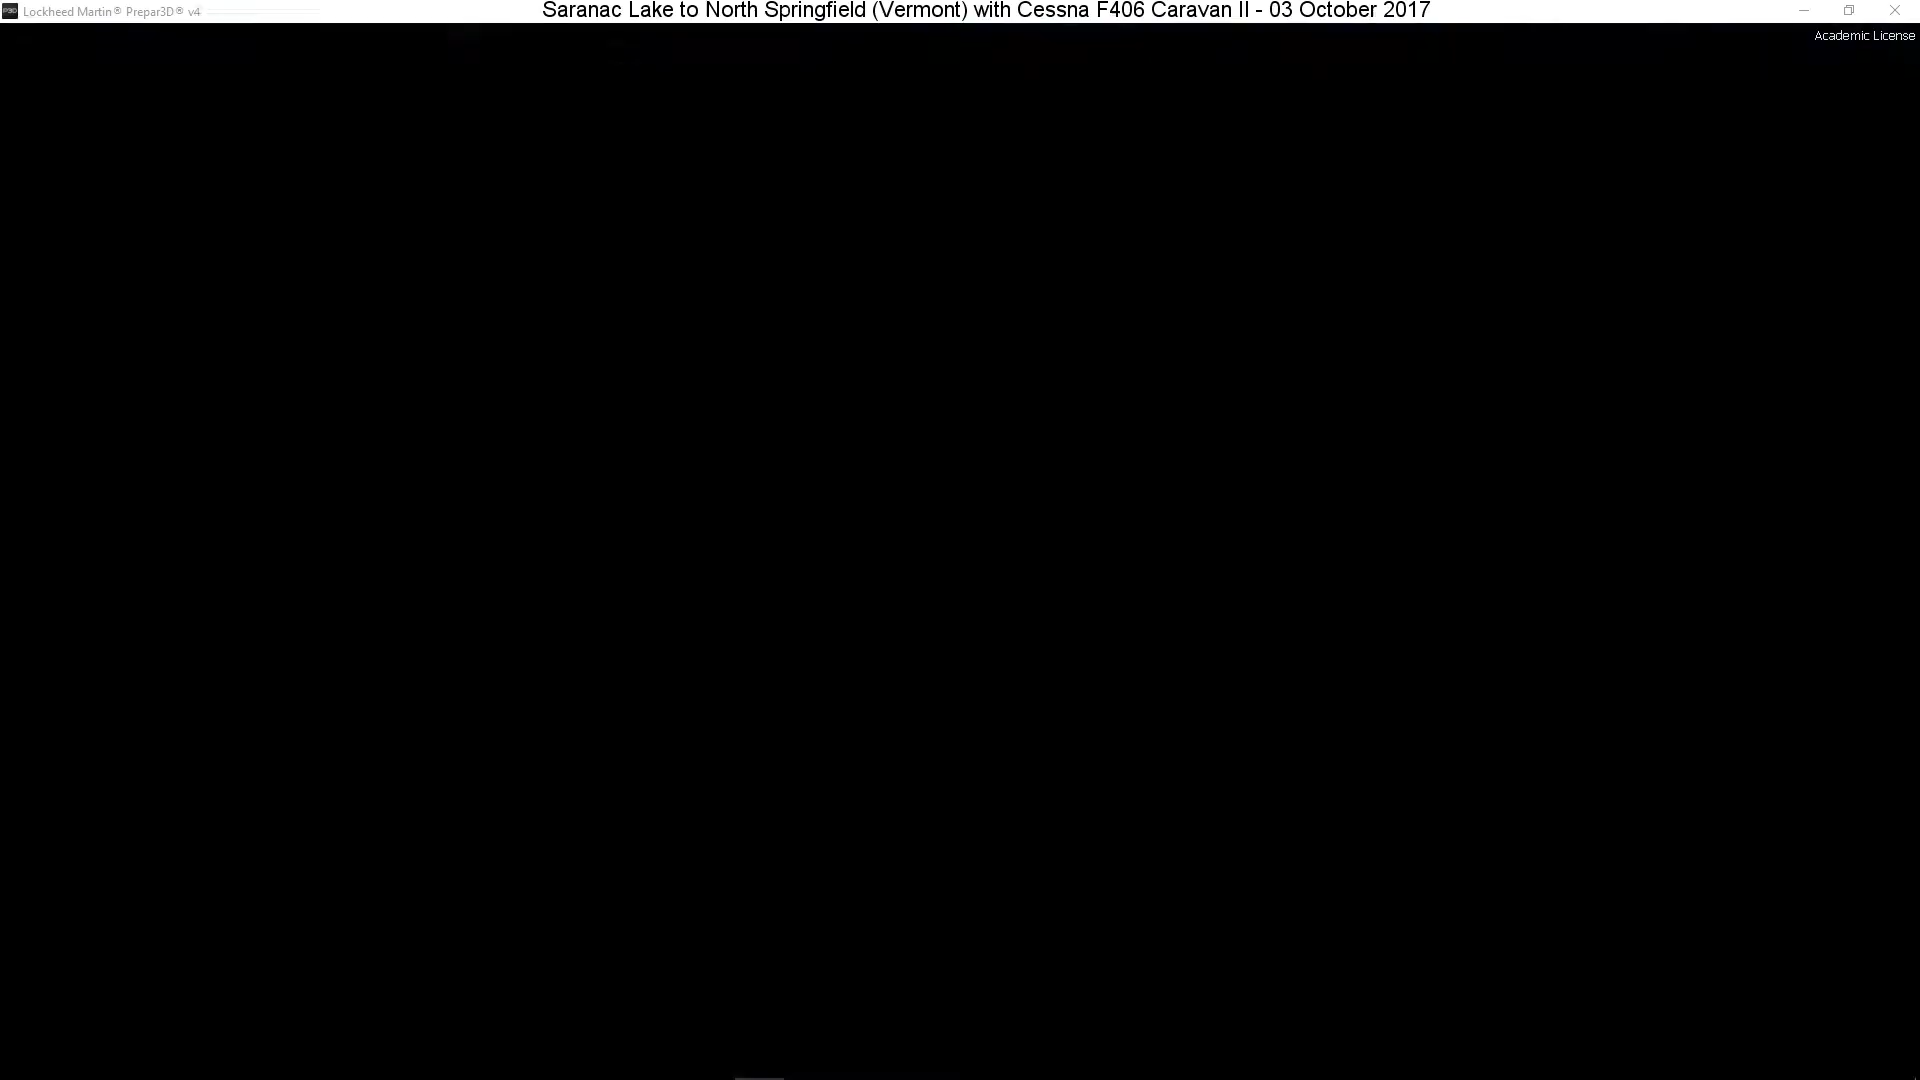 P3D Lockheed Martin® Prepar3D® v4
Saranac Lake to North Springfield (Vermont) with Cessna F406 Caravan II - 03 October 2017
Academic License